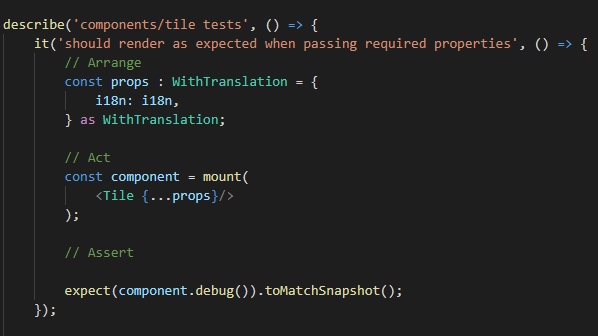 describe('components/tile tests', () => {
    it('should render as expected when passing required properties', () => {
        // Arrange
        const props : WithTranslation = {
            i18n: i18n,
        } as WithTranslation;

        // Act
        const component = mount(
            <Tile {...props}/>
        );

        // Assert

        expect(component.debug()).toMatchSnapshot();
    });